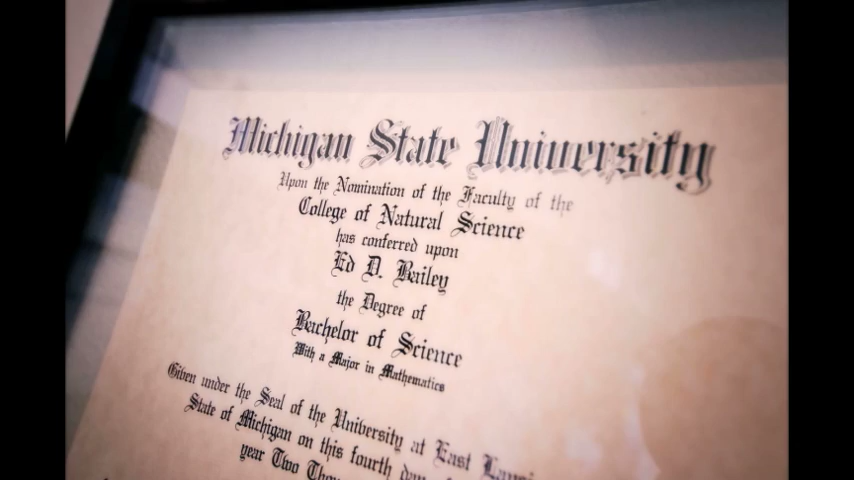 Michigan State University
Upon the Nomination of the Faculty of the
College of Natural Science
has conferred upon
Ed D. Bailey
the Degree of
Bachelor of Science
With a Major in Mathematics
Given under the Seal of the University at East
State of Michigan on this fourth
year Two